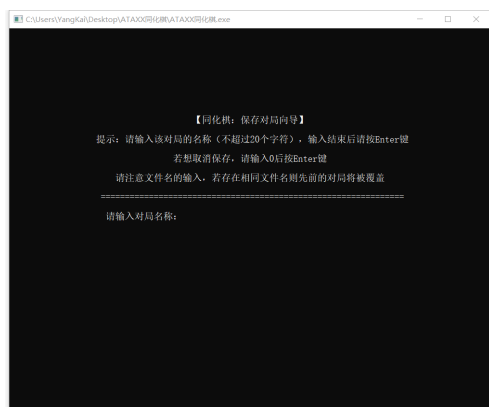 C:\Users\YangKai\Desktop\ATAXX同化棋\ATAXX同化棋.exe
【同化棋：保存对局向导】
提示：请输入该对局的名称（不超过20个字符），输入结束后请按Enter键
若想取消保存，请输入0后按Enter键
请注意文件名的输入，若存在相同文件名则先前的对局将被覆盖
===============================================================
请输入对局名称：